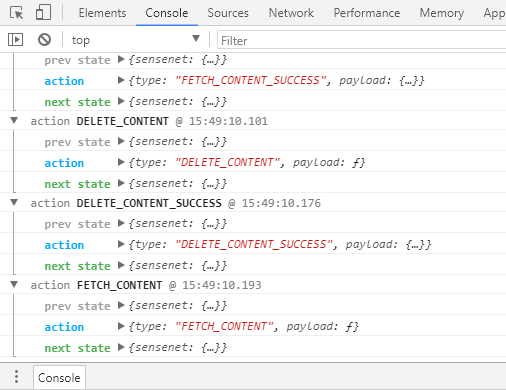 Elements Console Sources Network Performance Memory App
top Filter
prev state ▶{sensenet: {…}}
action ▶{type: "FETCH_CONTENT_SUCCESS", payload: {…}}
next state ▶{sensenet: {…}}
▼ action DELETE_CONTENT @ 15:49:10.101
prev state ▶{sensenet: {…}}
action ▶{type: "DELETE_CONTENT", payload: ƒ}
next state ▶{sensenet: {…}}
▼ action DELETE_CONTENT_SUCCESS @ 15:49:10.176
prev state ▶{sensenet: {…}}
action ▶{type: "DELETE_CONTENT_SUCCESS", payload: {…}}
next state ▶{sensenet: {…}}
▼ action FETCH_CONTENT @ 15:49:10.193
prev state ▶{sensenet: {…}}
action ▶{type: "FETCH_CONTENT", payload: ƒ}
next state ▶{sensenet: {…}}
Console